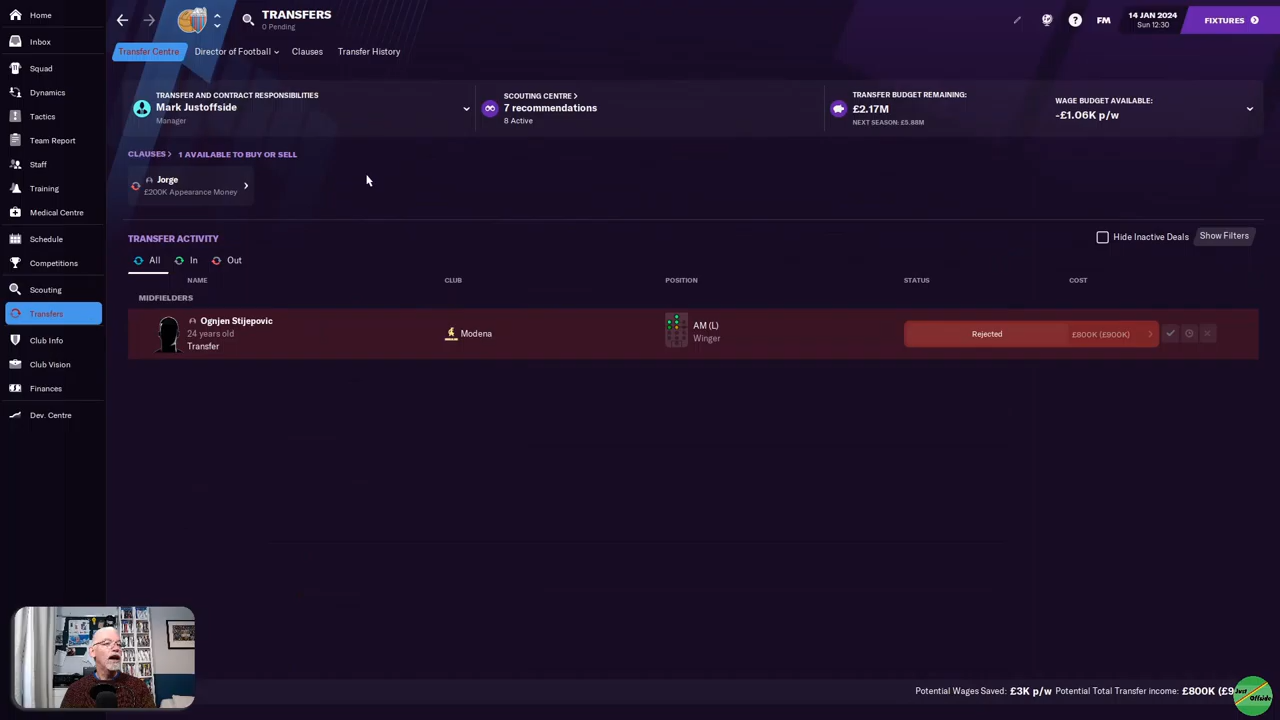 Home
TRANSFERS
0 Pending
FM
14 JAN 2024
Sun 12:30
FIXTURES
Inbox
Transfer Centre
Director of Football
Clauses
Transfer History
Squad
Dynamics
Tactics
Team Report
Staff
Training
Medical Centre
Schedule
Competitions
Scouting
Transfers
Club Info
Club Vision
Finances
Dev. Centre
TRANSFER AND CONTRACT RESPONSIBILITIES
Mark Justoffside
Manager
SCOUTING CENTRE >
7 recommendations
8 Active
TRANSFER BUDGET REMAINING:
£2.17M
NEXT SEASON: £5.88M
WAGE BUDGET AVAILABLE:
-£1.06K p/w
CLAUSES > 1 AVAILABLE TO BUY OR SELL
Jorge
£200K Appearance Money
TRANSFER ACTIVITY
Hide Inactive Deals
Show Filters
All In Out
NAME CLUB POSITION STATUS COST
MIDFIELDERS
Ognjen Stijepovic
24 years old
Transfer
Modena
AM (L)
Winger
Rejected
£800K (£900K)
Potential Wages Saved: £3K p/w Potential Total Transfer income: £800K (£9
Just
Offside